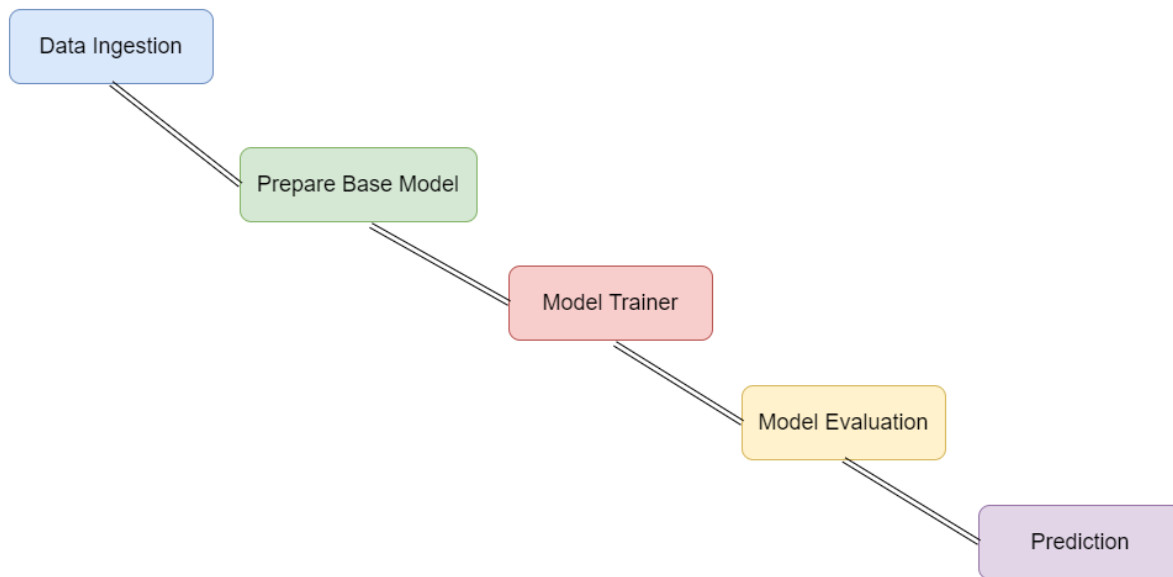 Data Ingestion
Prepare Base Model
Model Trainer
Model Evaluation
Prediction